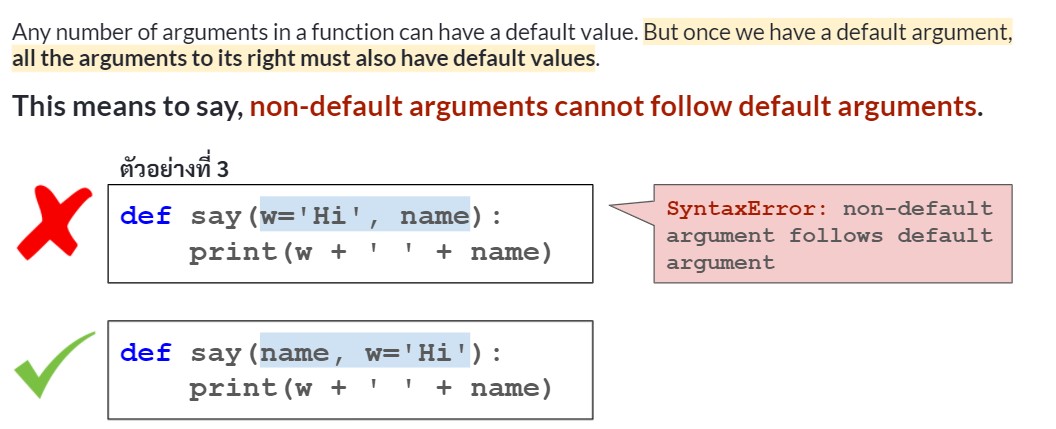 Any number of arguments in a function can have a default value. But once we have a default argument,
all the arguments to its right must also have default values.
This means to say, non-default arguments cannot follow default arguments.
ตัวอย่างที่ 3
def say(w='Hi', name):
    print(w + ' ' + name)
SyntaxError: non-default
argument follows default
argument
def say(name, w='Hi'):
    print(w + ' ' + name)